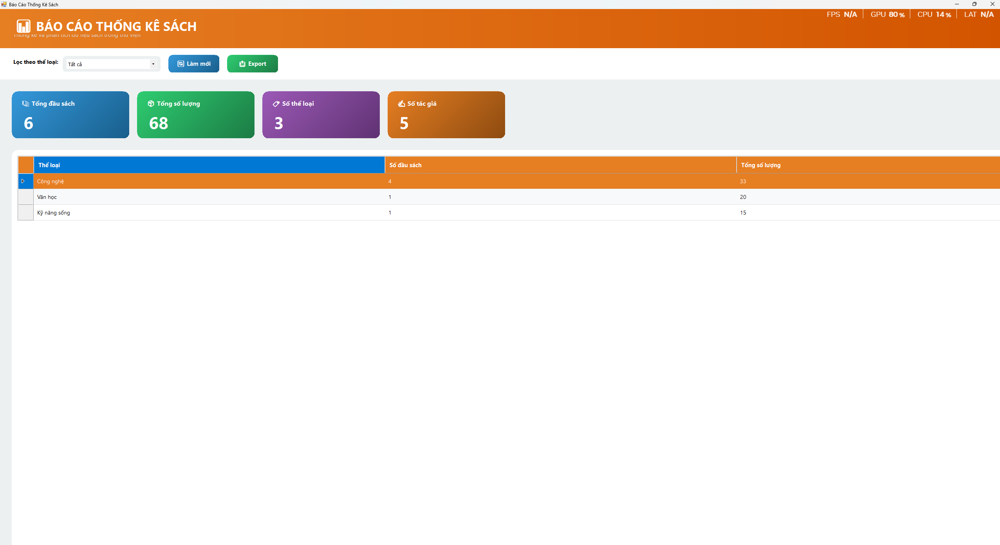 Báo Cáo Thống Kê Sách
FPS N/A GPU 80 % CPU 14 % LAT N/A
BÁO CÁO THỐNG KÊ SÁCH
Thống kê và phân tích dữ liệu sách trong thư viện
Lọc theo thể loại: Tất cả Làm mới Export
Tổng đầu sách Tổng số lượng Số thể loại Số tác giả
6 68 3 5
Thể loại Số đầu sách Tổng số lượng
Công nghệ 4 33
Văn học 1 20
Kỹ năng sống 1 15